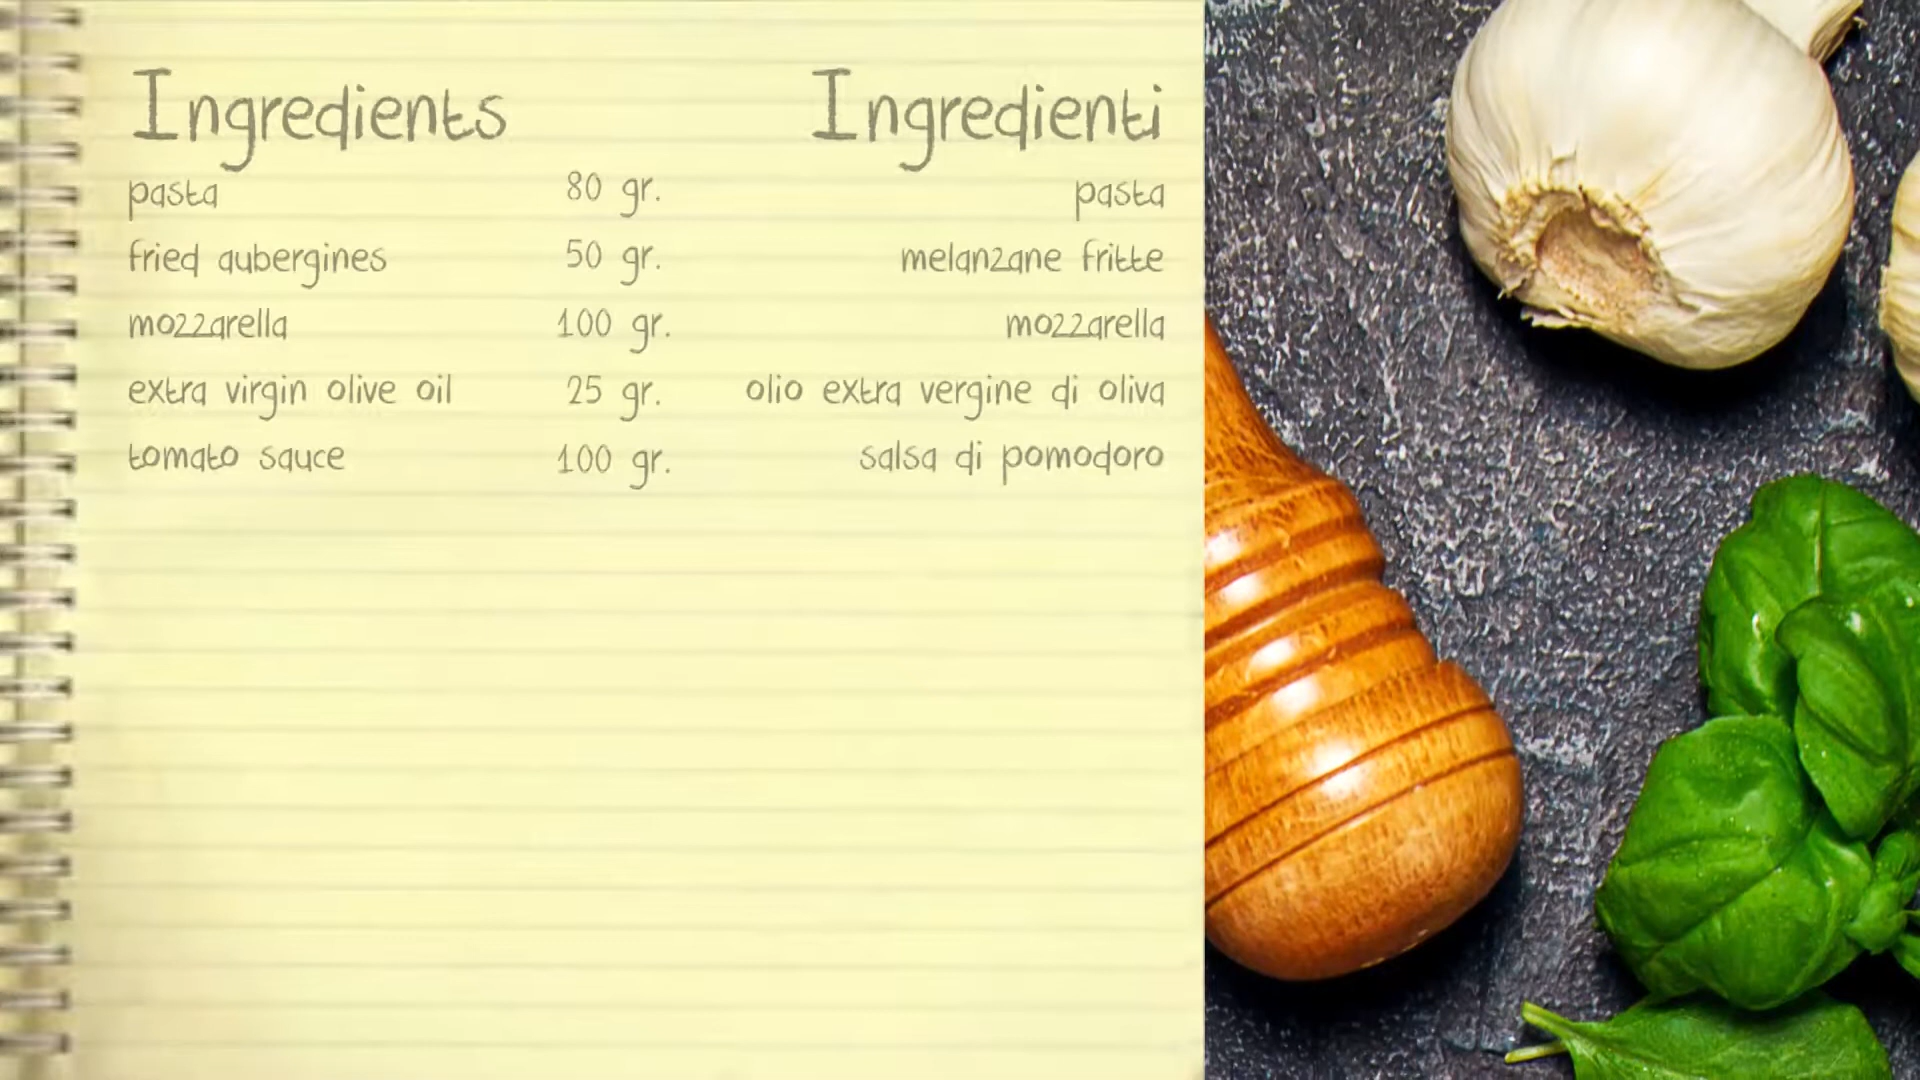 Ingredients Ingredienti
pasta 80 gr. pasta
fried aubergines 50 gr. melanzane fritte
mozzarella 100 gr. mozzarella
extra virgin olive oil 25 gr. olio extra vergine di oliva
tomato sauce 100 gr. salsa di pomodoro